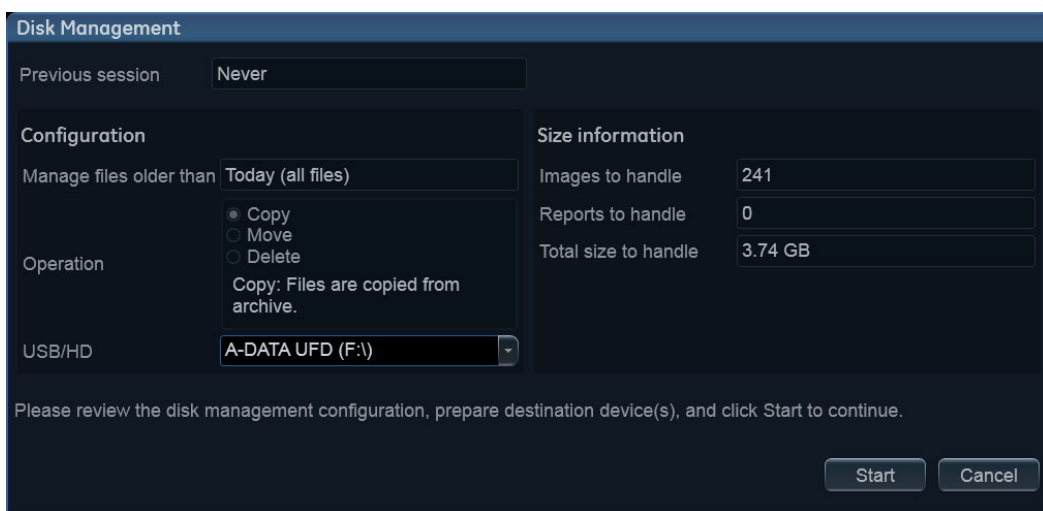 Disk Management
Previous session Never
Configuration
Manage files older than Today (all files)
Operation
Copy
Move
Delete
Copy: Files are copied from
archive.
USB/HD A-DATA UFD (F:\)
Size information
Images to handle 241
Reports to handle 0
Total size to handle 3.74 GB
Please review the disk management configuration, prepare destination device(s), and click Start to continue.
Start Cancel